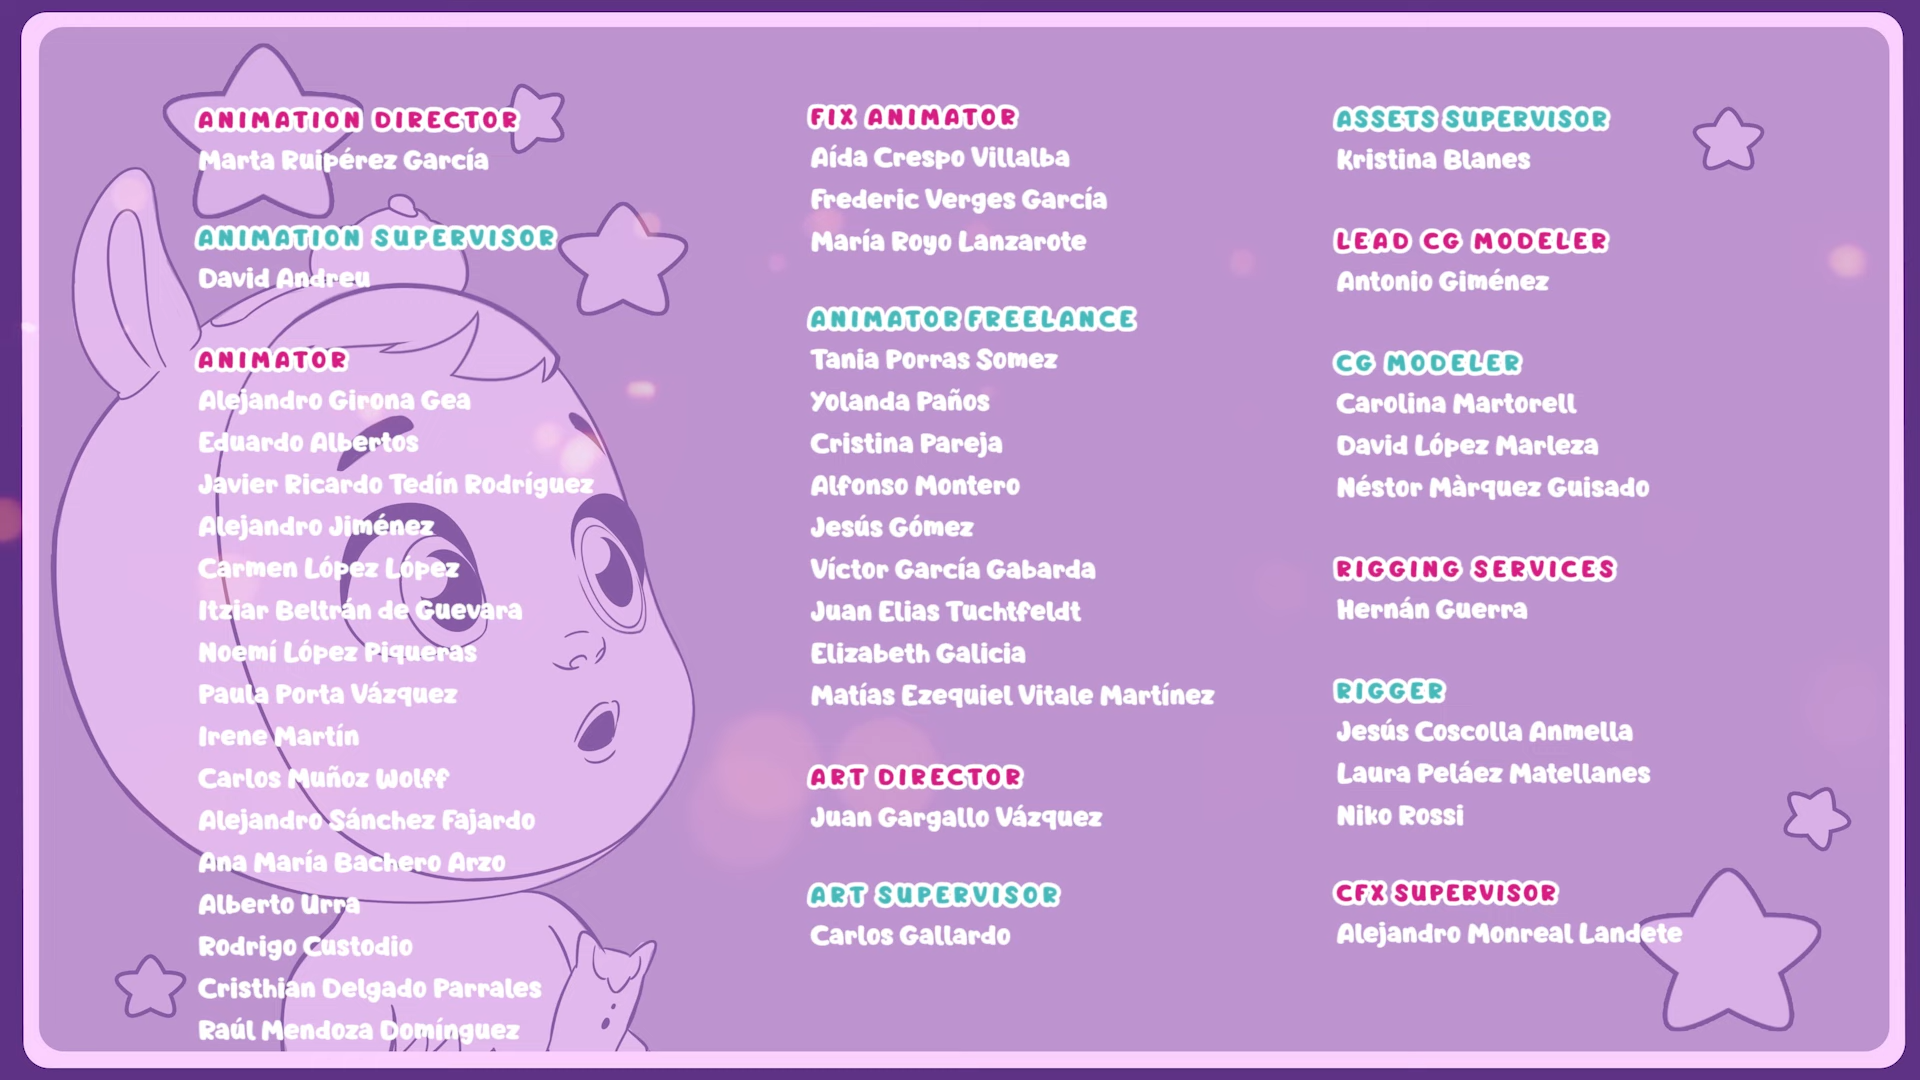 ANIMATION DIRECTOR
Marta Ruipérez García
ANIMATION SUPERVISOR
David Andreu
ANIMATOR
Alejandro Girona Gea
Eduardo Albertos
Javier Ricardo Tedín Rodríguez
Alejandro Jiménez
Carmen López López
Itziar Beltrán de Guevara
Noemí López Piqueras
Paula Porta Vázquez
Irene Martín
Carlos Muñoz Wolff
Alejandro Sánchez Fajardo
Ana María Bachero Arzo
Alberto Urra
Rodrigo Custodio
Cristhian Delgado Parrales
Raúl Mendoza Domínguez
FIX ANIMATOR
Aída Crespo Villalba
Frederic Verges García
María Royo Lanzarote
ANIMATOR FREELANCE
Tania Porras Somez
Yolanda Paños
Cristina Pareja
Alfonso Montero
Jesús Gómez
Víctor García Gabarda
Juan Elias Tuchtfeldt
Elizabeth Galicia
Matías Ezequiel Vitale Martínez
ART DIRECTOR
Juan Gargallo Vázquez
ART SUPERVISOR
Carlos Gallardo
ASSETS SUPERVISOR
Kristina Blanes
LEAD CG MODELER
Antonio Giménez
CG MODELER
Carolina Martorell
David López Marleza
Néstor Màrquez Guisado
RIGGING SERVICES
Hernán Guerra
RIGGER
Jesús Coscolla Anmella
Laura Peláez Matellanes
Niko Rossi
CFX SUPERVISOR
Alejandro Monreal Landete